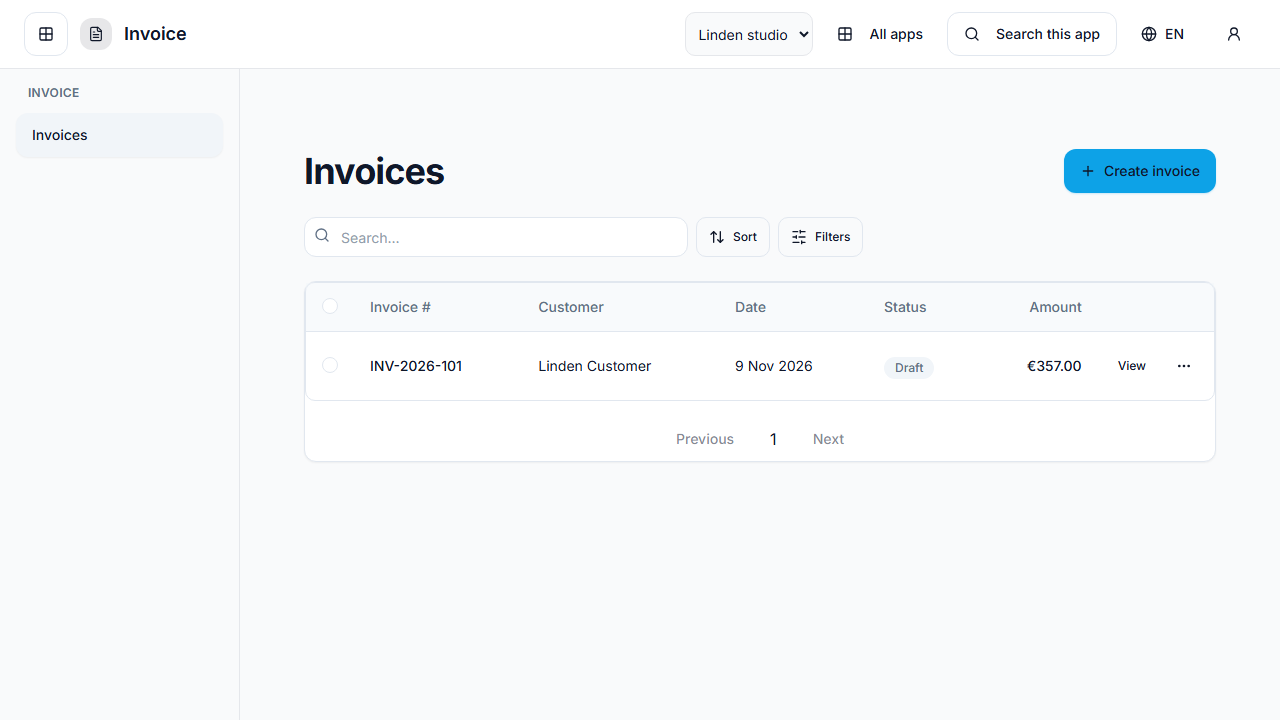 Invoice
Linden studio
All apps
Search this app
EN
INVOICE
Invoices
Invoices
Create invoice
Search...
Sort
Filters
Invoice # Customer Date Status Amount
INV-2026-101 Linden Customer 9 Nov 2026 Draft €357.00 View
Previous 1 Next